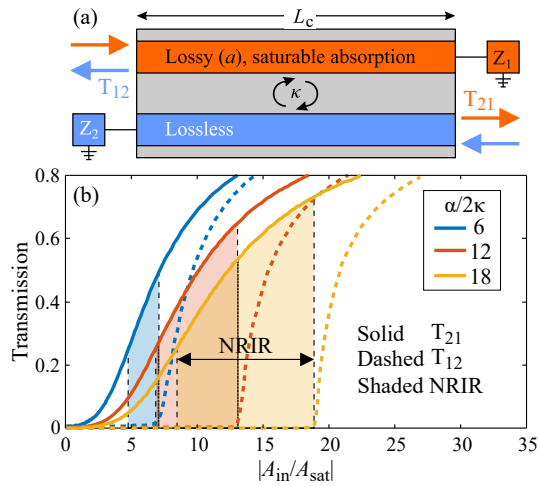 (a)
L_c
Lossy (a), saturable absorption
Z_1
T_12
κ
T_21
Z_2
Lossless
(b)
α/2κ
6
12
18
NRIR
Solid T_21
Dashed T_12
Shaded NRIR
Transmission
0.8
0.6
0.4
0.2
0
0 5 10 15 20 25 30 35
|A_in/A_sat|